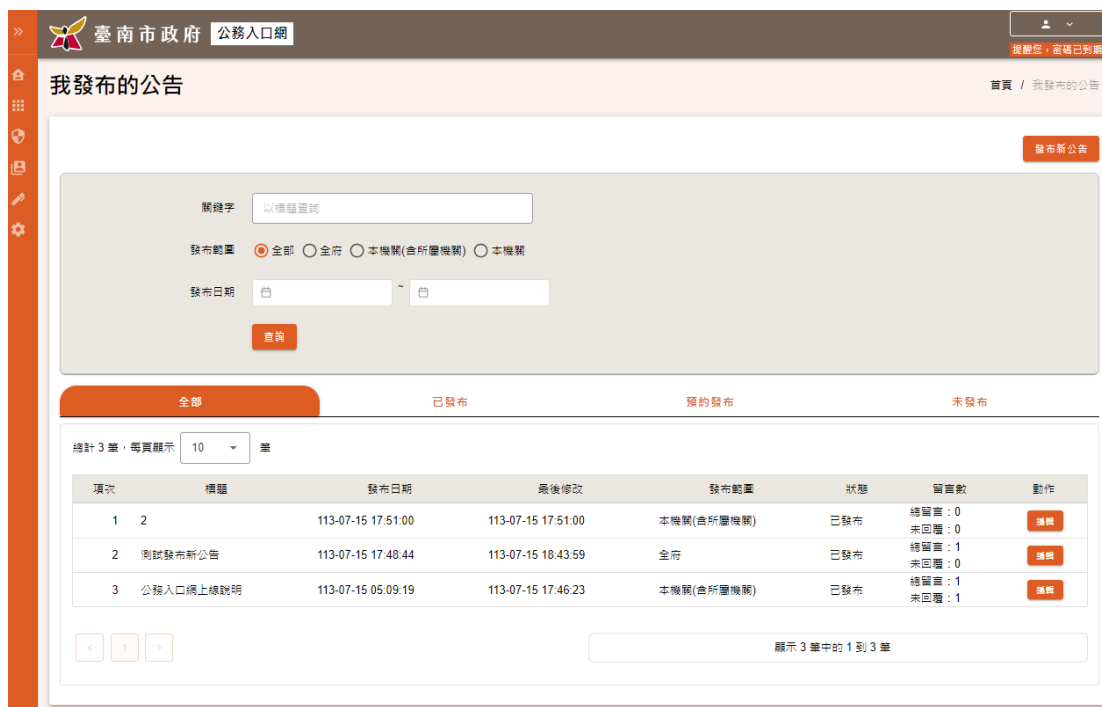 臺南市政府 公務入口網
提醒您，密碼已到期
我發布的公告
首頁 / 我發布的公告
發布新公告
關鍵字 以標題查詢
發布範圍 全部 全府 本機關(含所屬機關) 本機關
發布日期 ~
查詢
全部 已發布 預約發布 未發布
總計 3 筆，每頁顯示 10 筆
項次 標題 發布日期 最後修改 發布範圍 狀態 留言數 動作
1 2 113-07-15 17:51:00 113-07-15 17:51:00 本機關(含所屬機關) 已發布 總留言：0 編輯
未回覆：0
2 測試發布新公告 113-07-15 17:48:44 113-07-15 18:43:59 全府 已發布 總留言：1 編輯
未回覆：0
3 公務入口網上線說明 113-07-15 05:09:19 113-07-15 17:46:23 本機關(含所屬機關) 已發布 總留言：1 編輯
未回覆：1
‹ 1 ›
顯示 3 筆中的 1 到 3 筆